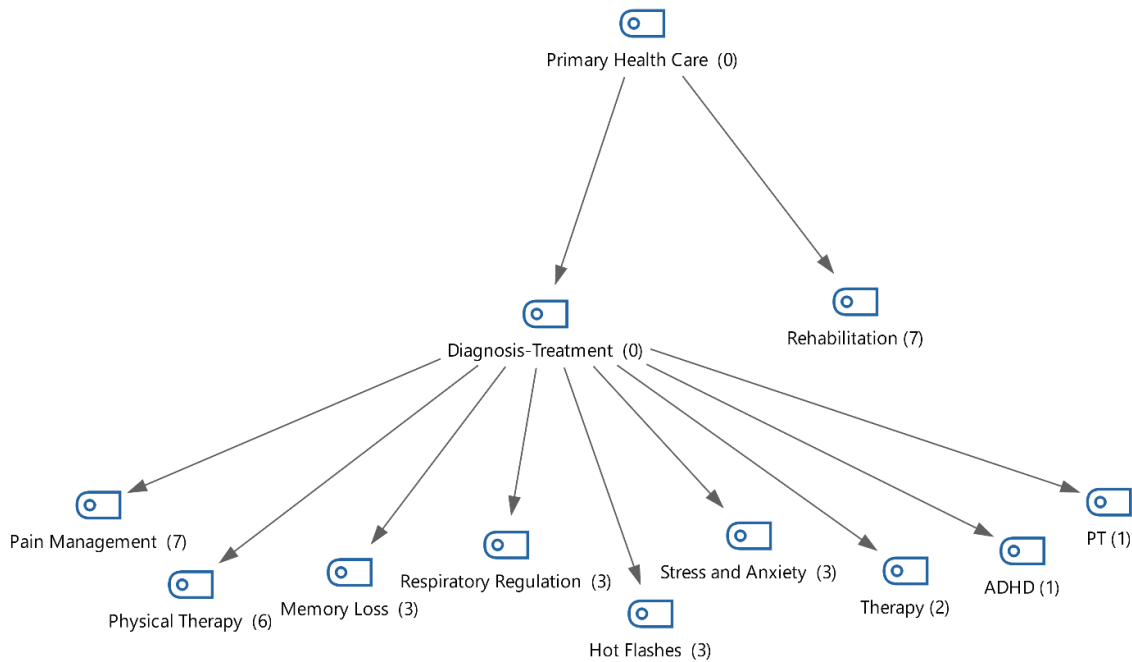 Primary Health Care (0)
Rehabilitation (7)
Diagnosis-Treatment (0)
Pain Management (7)
Physical Therapy (6)
Memory Loss (3)
Respiratory Regulation (3)
Hot Flashes (3)
Stress and Anxiety (3)
Therapy (2)
ADHD (1)
PT (1)